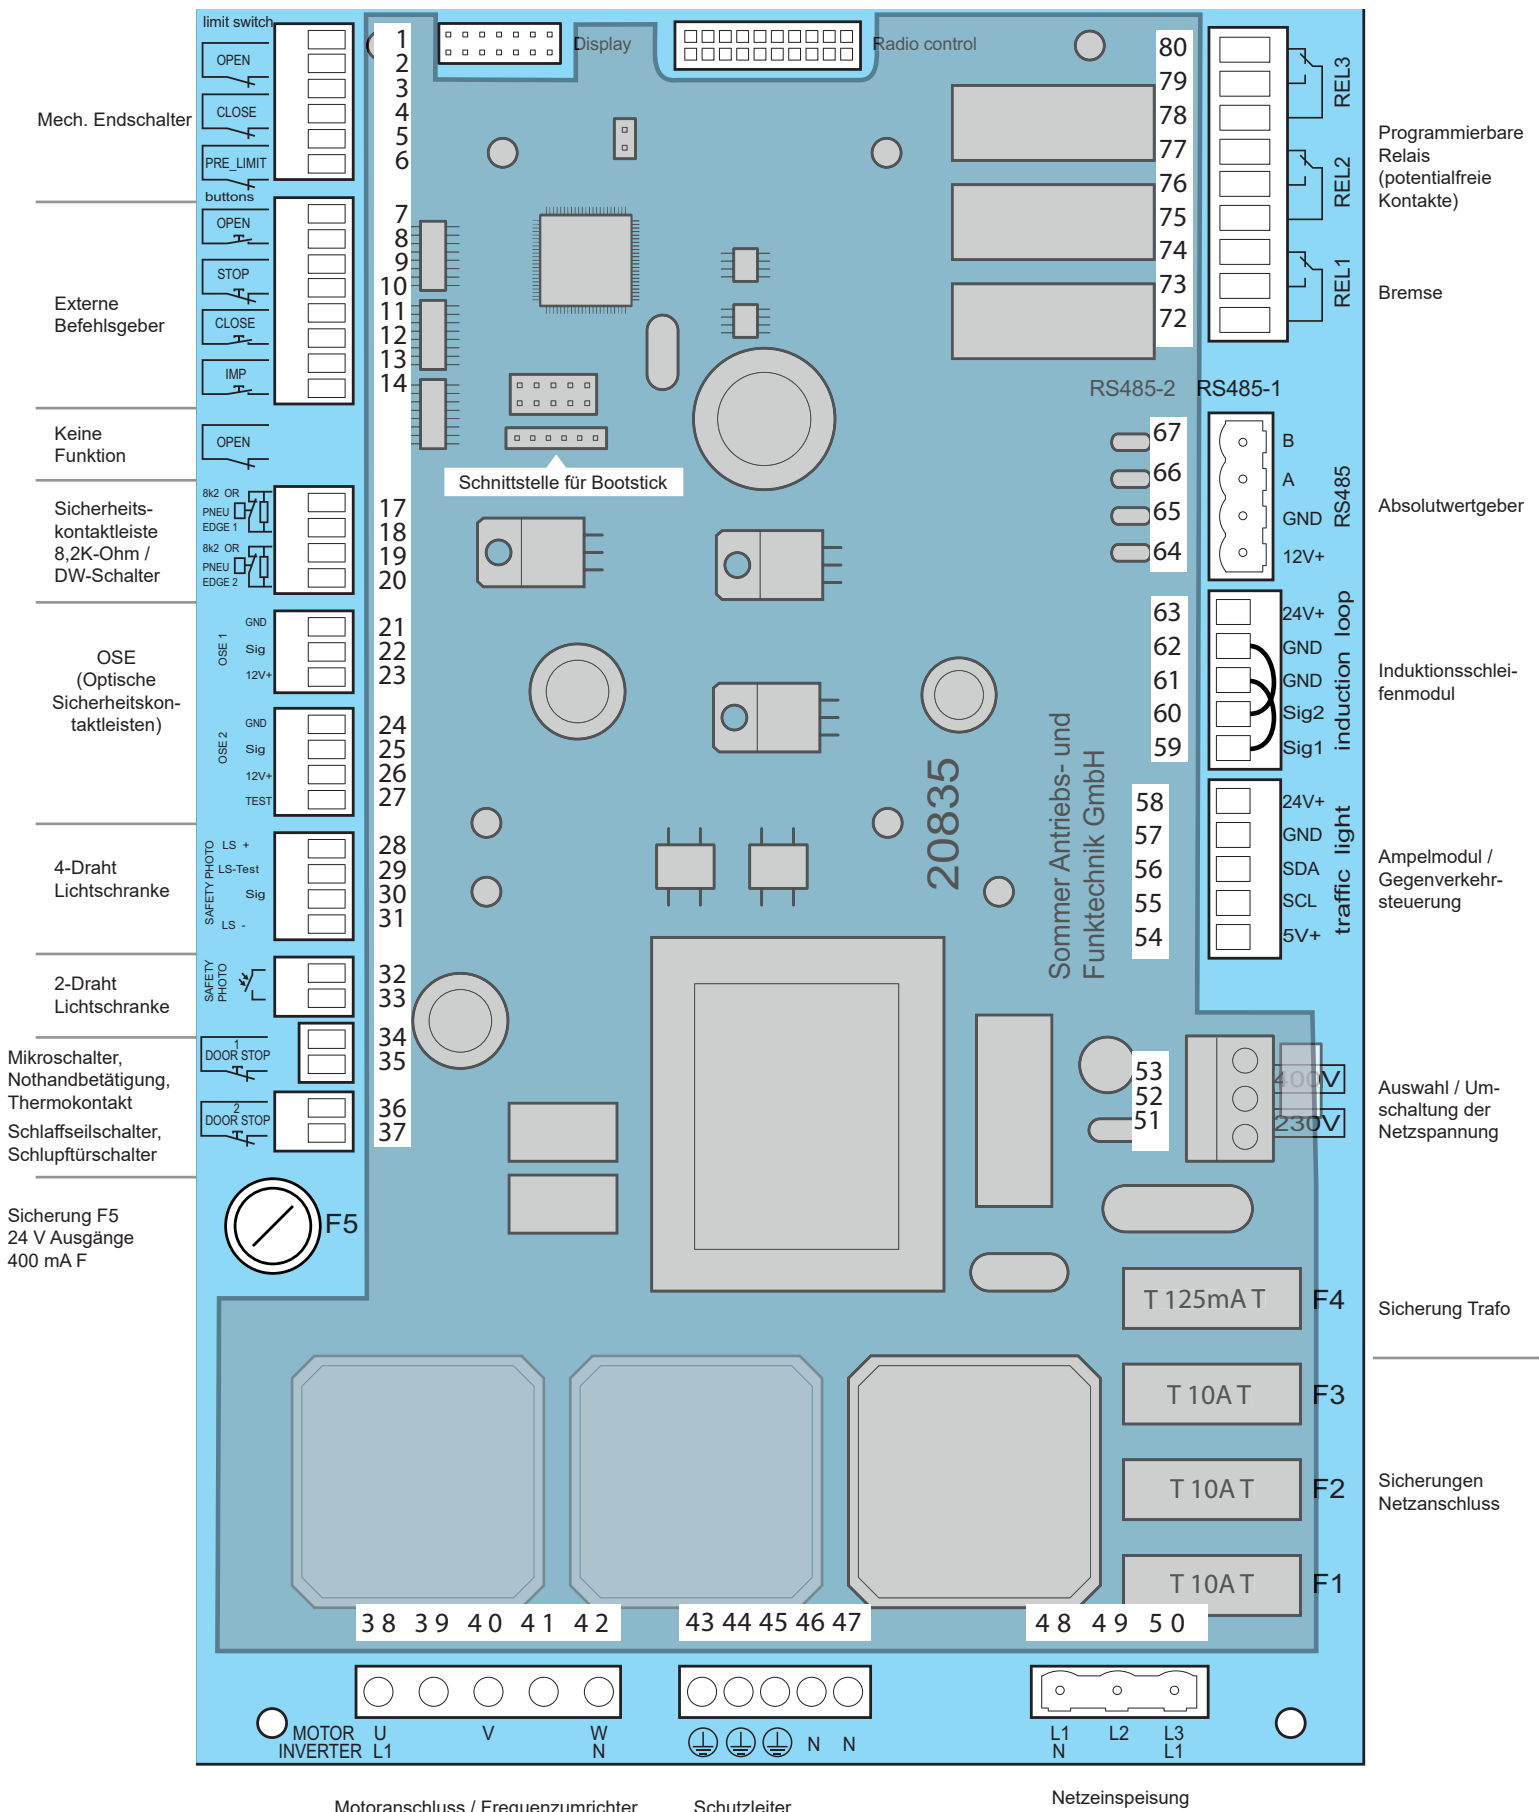 limit switch
OPEN
CLOSE
PRE_LIMIT
Mech. Endschalter
1
2
3
4
5
6
Display
Radio control
buttons
OPEN
STOP
CLOSE
IMP
Externe
Befehlsgeber
7
8
9
10
11
12
13
14
Keine
Funktion
OPEN
Schnittstelle für Bootstick
Sicherheits-
kontaktleiste
8,2K-Ohm /
DW-Schalter
8k2 OR
PNEU
EDGE 1
8k2 OR
PNEU
EDGE 2
17
18
19
20
OSE
(Optische
Sicherheitskon-
taktleisten)
OSE 1
GND
Sig
12V+
21
22
23
OSE 2
GND
Sig
12V+
TEST
24
25
26
27
4-Draht
Lichtschranke
SAFETY PHOTO
LS +
LS-Test
Sig
LS -
28
29
30
31
2-Draht
Lichtschranke
SAFETY
PHOTO
32
33
Mikroschalter,
Nothandbetätigung,
Thermokontakt
1
DOOR STOP
34
35
Schlaffseilschalter,
Schlupftürschalter
2
DOOR STOP
36
37
Sicherung F5
24 V Ausgänge
400 mA F
F5
80
79
78
77
76
75
74
73
72
REL3
REL2
REL1
Programmierbare
Relais
(potentialfreie
Kontakte)
Bremse
RS485-2 RS485-1
67
66
65
64
B
A
GND
12V+
RS485
Absolutwertgeber
63
62
61
60
59
24V+
GND
GND
Sig2
Sig1
induction loop
Induktionsschlei-
fenmodul
20835
Sommer Antriebs- und
Funktechnik GmbH
58
57
56
55
54
24V+
GND
SDA
SCL
5V+
traffic light
Ampelmodul /
Gegenverkehr-
steuerung
53
52
51
400V
230V
Auswahl / Um-
schaltung der
Netzspannung
T 125mA T
F4
Sicherung Trafo
T 10A T
F3
T 10A T
F2
Sicherungen
Netzanschluss
T 10A T
F1
38 39 40 41 42
43 44 45 46 47
48 49 50
MOTOR U V W
INVERTER L1 N
N N
L1 L2 L3
N L1
Motoranschluss / Frequenzumrichter
Schutzleiter
Netzeinspeisung